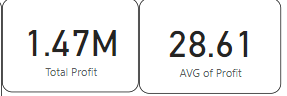 1.47M
Total Profit
28.61
AVG of Profit